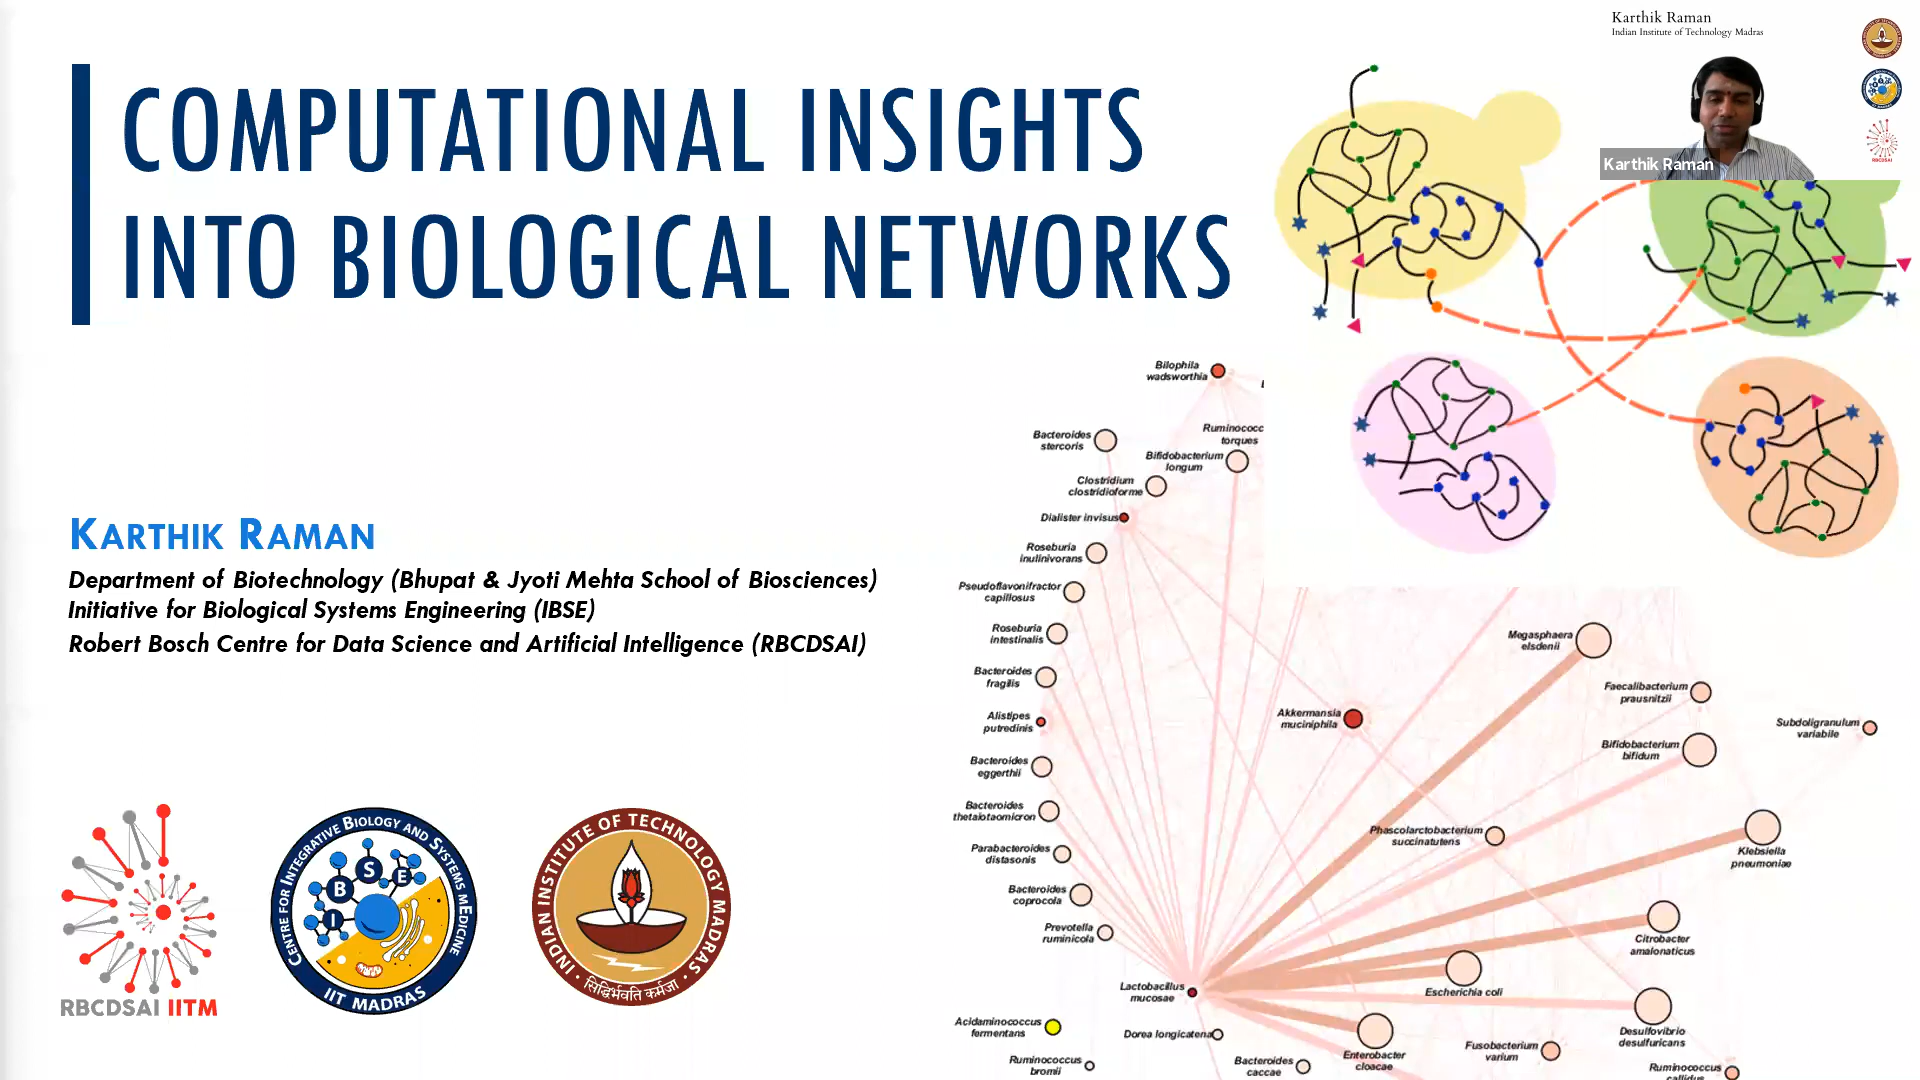 COMPUTATIONAL INSIGHTS
INTO BIOLOGICAL NETWORKS
Karthik Raman
Indian Institute of Technology Madras
Karthik Raman
RBCDSAI
KARTHIK RAMAN
Department of Biotechnology (Bhupat & Jyoti Mehta School of Biosciences)
Initiative for Biological Systems Engineering (IBSE)
Robert Bosch Centre for Data Science and Artificial Intelligence (RBCDSAI)
RBCDSAI IITM
CENTRE FOR INTEGRATIVE BIOLOGY AND SYSTEMS MEDICINE
I B S E
IIT MADRAS
INDIAN INSTITUTE OF TECHNOLOGY MADRAS
सिद्धिर्भवति कर्मजा
Bilophila
wadsworthia
Bacteroides
stercoris
Ruminococc
torques
Bifidobacterium
longum
Clostridium
clostridioforme
Dialister invisus
Roseburia
inulinivorans
Pseudoflavonifractor
capillosus
Roseburia
intestinalis
Bacteroides
fragilis
Alistipes
putredinis
Bacteroides
eggerthii
Bacteroides
thetaiotaomicron
Parabacteroides
distasonis
Bacteroides
coprocola
Prevotella
ruminicola
Lactobacillus
mucosae
Acidaminococcus
fermentans
Dorea longicatena
Ruminococcus
bromii
Bacteroides
caccae
Enterobacter
cloacae
Fusobacterium
varium
Ruminococcus
callidus
Desulfovibrio
desulfuricans
Escherichia coli
Citrobacter
amalonaticus
Klebsiella
pneumoniae
Phascolarctobacterium
succinatutens
Bifidobacterium
bifidum
Subdoligranulum
variabile
Faecalibacterium
prausnitzii
Megasphaera
elsdenii
Akkermansia
muciniphila